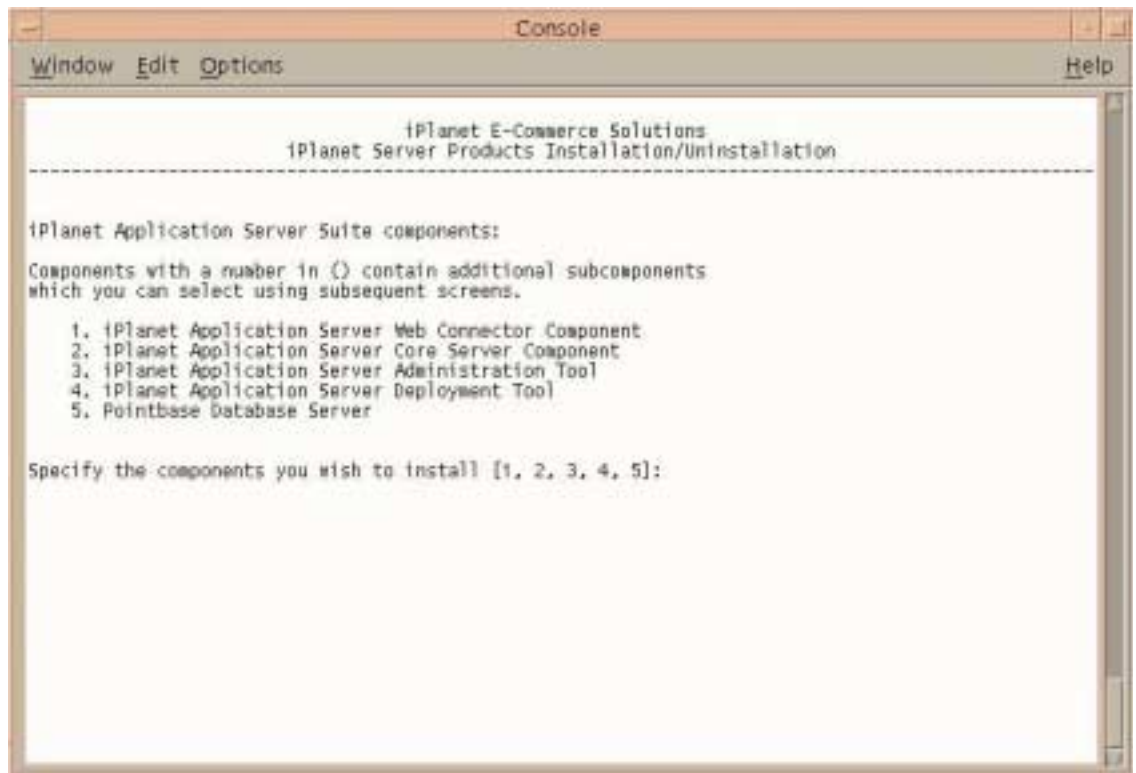 Console
Window Edit Options Help
iPlanet E-Commerce Solutions
iPlanet Server Products Installation/Uninstallation
--------------------------------------------------------------------------------
iPlanet Application Server Suite components:
Components with a number in () contain additional subcomponents
which you can select using subsequent screens.
1. iPlanet Application Server Web Connector Component
2. iPlanet Application Server Core Server Component
3. iPlanet Application Server Administration Tool
4. iPlanet Application Server Deployment Tool
5. Pointbase Database Server
Specify the components you wish to install [1, 2, 3, 4, 5]: